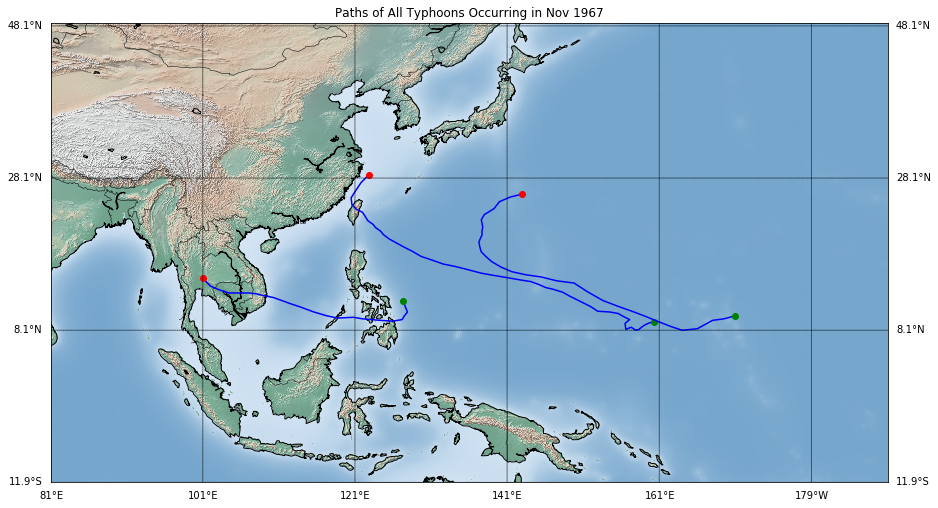 Paths of All Typhoons Occurring in Nov 1967
48.1°N 48.1°N
28.1°N 28.1°N
8.1°N 8.1°N
11.9°S 11.9°S
81°E 101°E 121°E 141°E 161°E 179°W